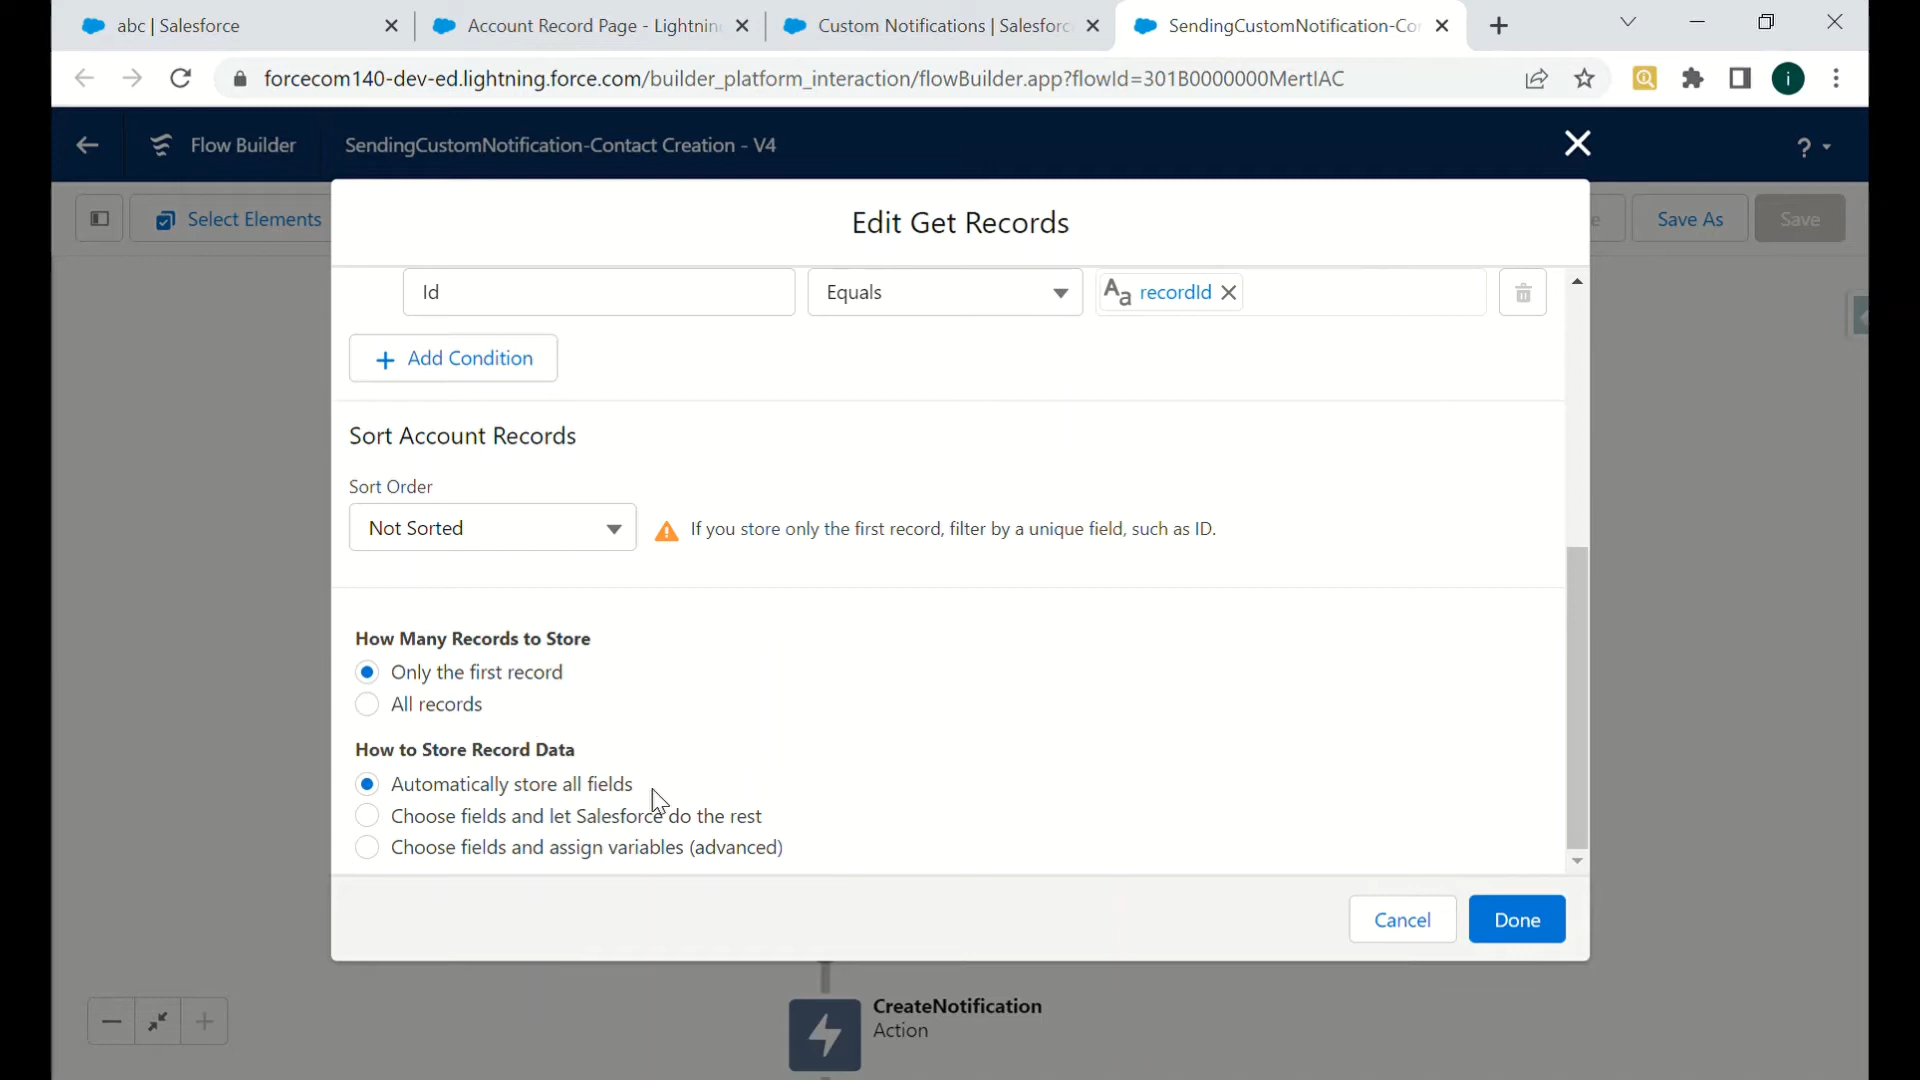 abc | Salesforce
Account Record Page - Lightnin
Custom Notifications | Salesforc
SendingCustomNotification-Co
forcecom140-dev-ed.lightning.force.com/builder_platform_interaction/flowBuilder.app?flowId=301B0000000MertIAC
i
Flow Builder
SendingCustomNotification-Contact Creation - V4
?
Select Elements
Edit Get Records
e
Save As
Save
Id
Equals
Aa recordId
Add Condition
Sort Account Records
Sort Order
Not Sorted
If you store only the first record, filter by a unique field, such as ID.
How Many Records to Store
Only the first record
All records
How to Store Record Data
Automatically store all fields
Choose fields and let Salesforce do the rest
Choose fields and assign variables (advanced)
Cancel
Done
CreateNotification
Action